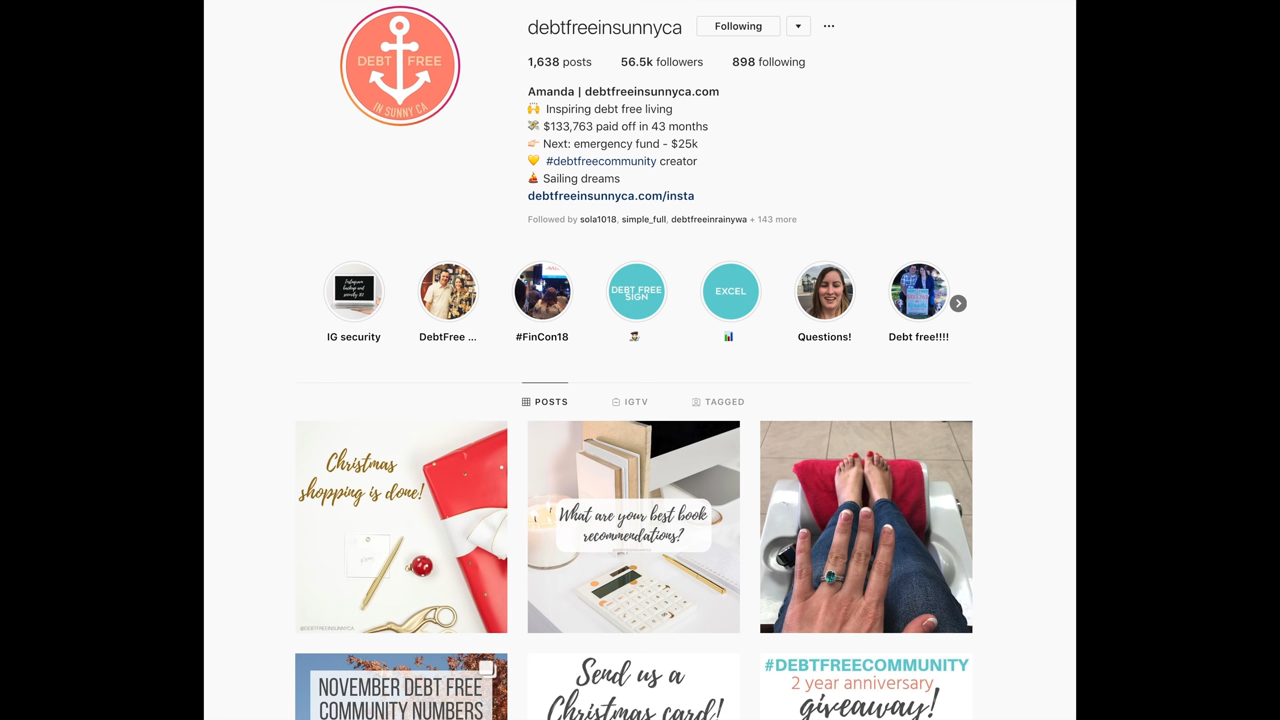 debtfreeinsunnyca
Following
DEBT FREE
IN SUNNY CA
1,638 posts 56.5k followers 898 following
Amanda | debtfreeinsunnyca.com
🙌 Inspiring debt free living
💸 $133,763 paid off in 43 months
👉🏻 Next: emergency fund - $25k
💛 #debtfreecommunity creator
⛵ Sailing dreams
debtfreeinsunnyca.com/insta
Followed by sola1018, simple_full, debtfreeinrainywa + 143 more
DEBT FREE
SIGN
EXCEL
IG security DebtFree ... #FinCon18 Questions! Debt free!!!!
POSTS IGTV TAGGED
Christmas
shopping is done!
@DEBTFREEINSUNNYCA
What are your best book
recommendations?
NOVEMBER DEBT FREE
COMMUNITY NUMBERS
Send us a
Christmas card!
#DEBTFREECOMMUNITY
2 year anniversary
giveaway!